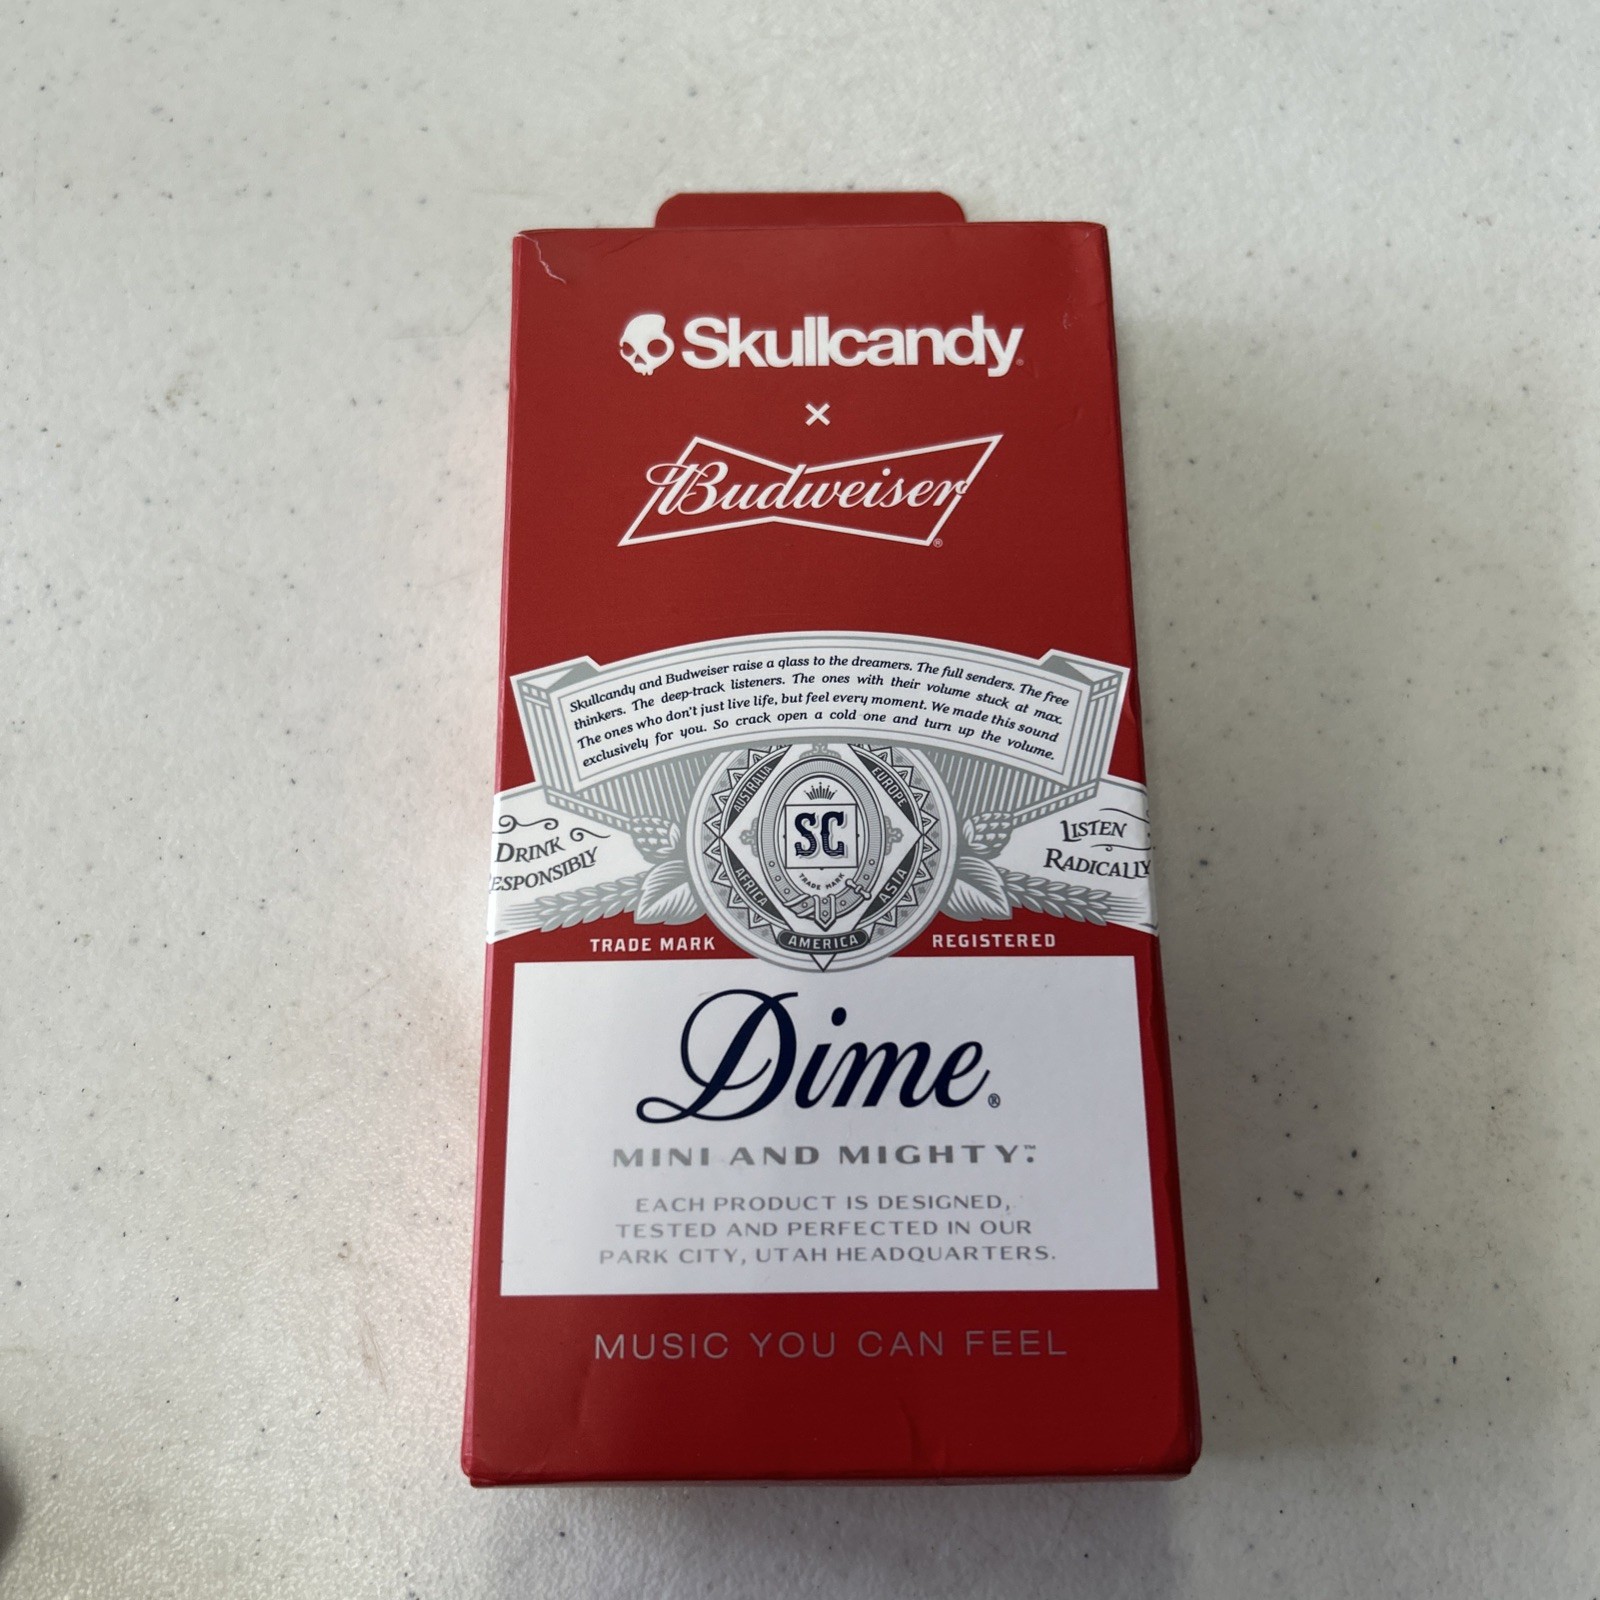 Skullcandy
×
Budweiser®
Skullcandy and Budweiser raise a glass to the dreamers. The full senders. The free
thinkers. The deep-track listeners. The ones with their volume stuck at max.
The ones who don't just live life, but feel every moment. We made this sound
exclusively for you. So crack open a cold one and turn up the volume.
SC
AUSTRALIA
EUROPE
SC
TRADE MARK
AFRICA
ASIA
AMERICA
DRINK
ESPONSIBLY
LISTEN
RADICALLY
TRADE MARK
REGISTERED
Dime®
MINI AND MIGHTY™.
EACH PRODUCT IS DESIGNED,
TESTED AND PERFECTED IN OUR
PARK CITY, UTAH HEADQUARTERS.
MUSIC YOU CAN FEEL